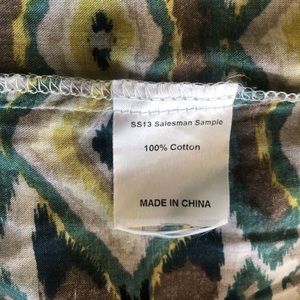 SS13 Salesman Sample
100% Cotton
MADE IN CHINA